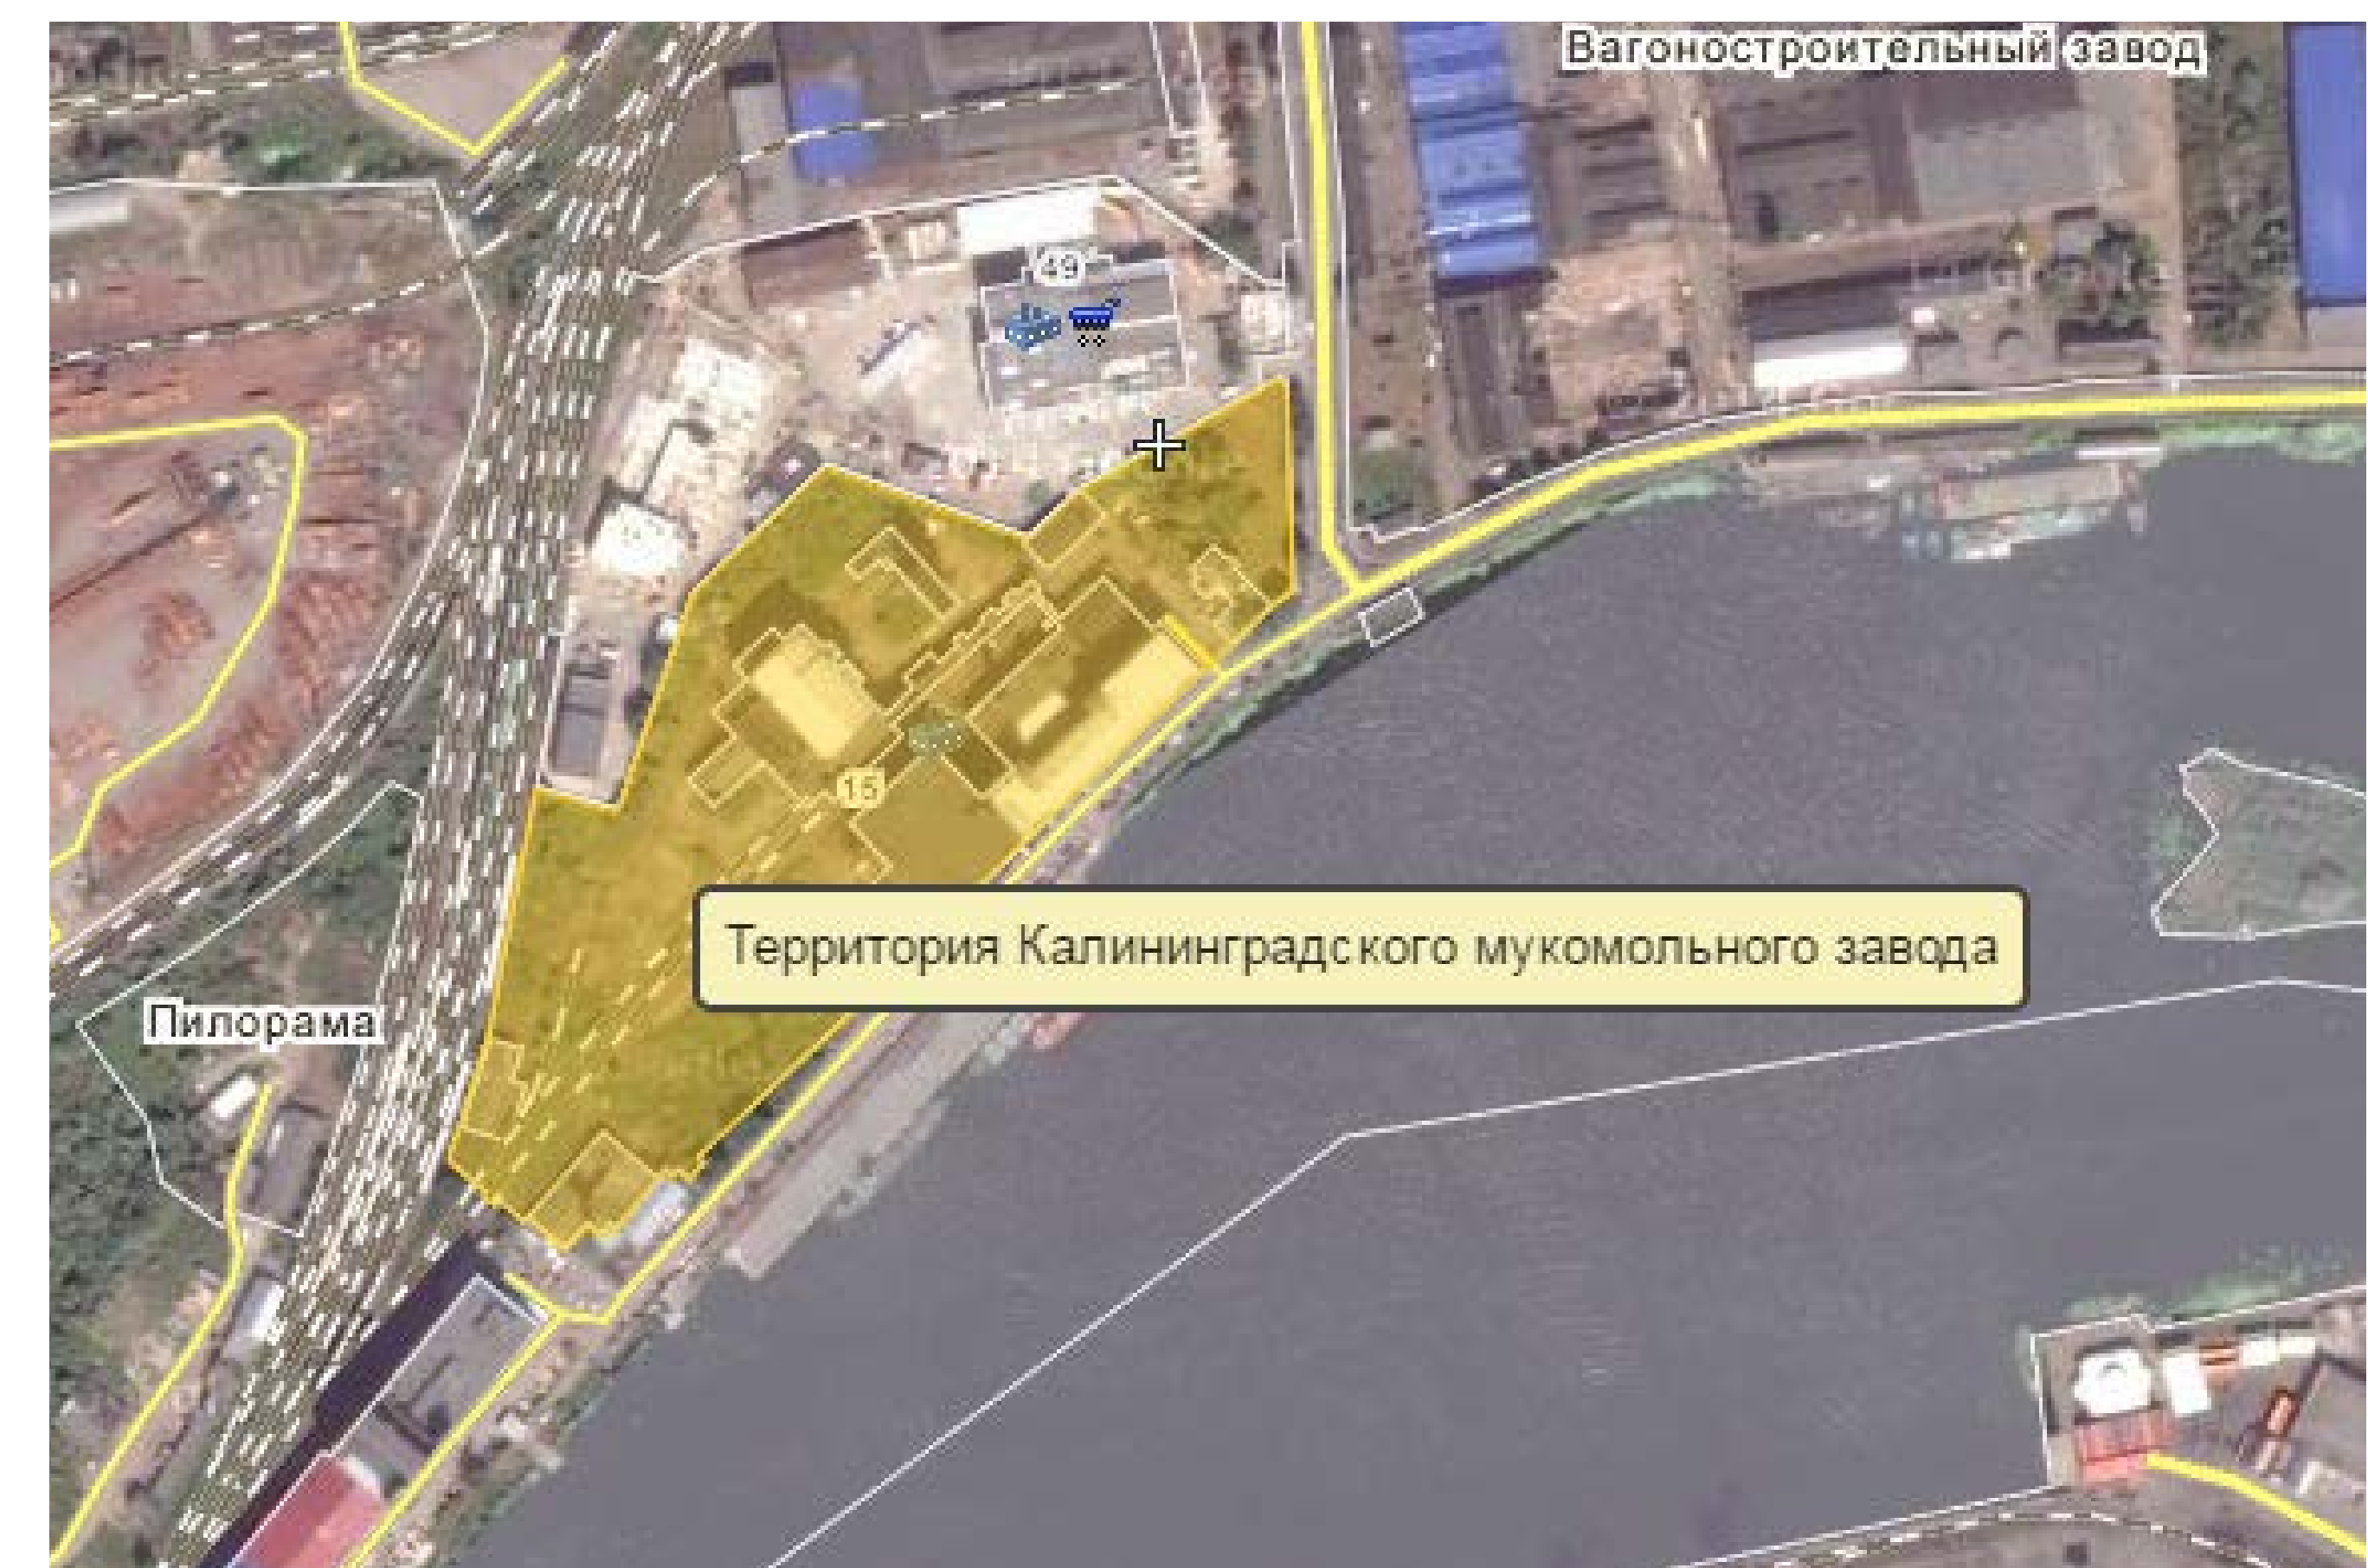 Вагоностроительный завод
49
15
Территория Калининградского мукомольного завода
Пилорама